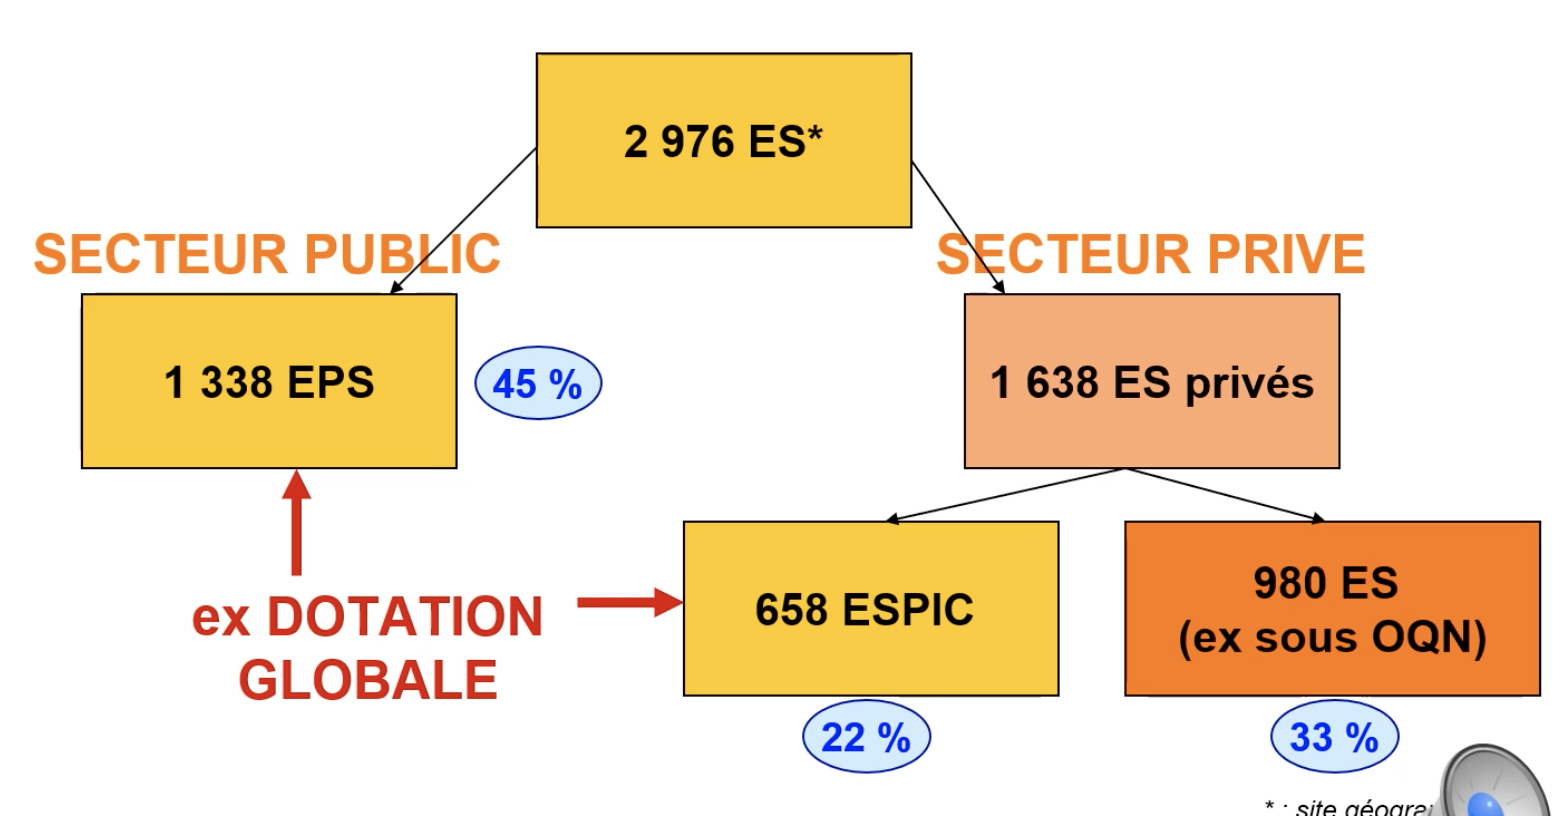 2 976 ES*
SECTEUR PUBLIC
SECTEUR PRIVE
1 338 EPS
45 %
1 638 ES privés
ex DOTATION
GLOBALE
658 ESPIC
980 ES
(ex sous OQN)
22 %
33 %
* : site